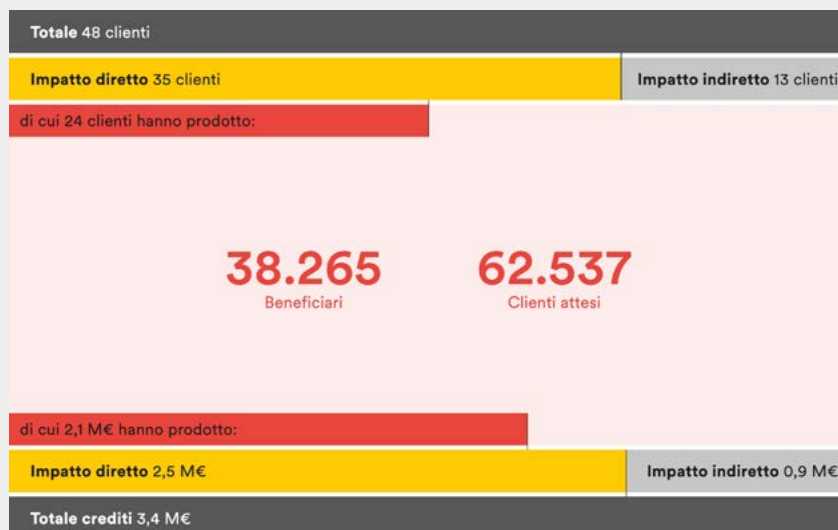 Totale 48 clienti
Impatto diretto 35 clienti
Impatto indiretto 13 clienti
di cui 24 clienti hanno prodotto:
38.265
Beneficiari
62.537
Clienti attesi
di cui 2,1 M€ hanno prodotto:
Impatto diretto 2,5 M€
Impatto indiretto 0,9 M€
Totale crediti 3,4 M€